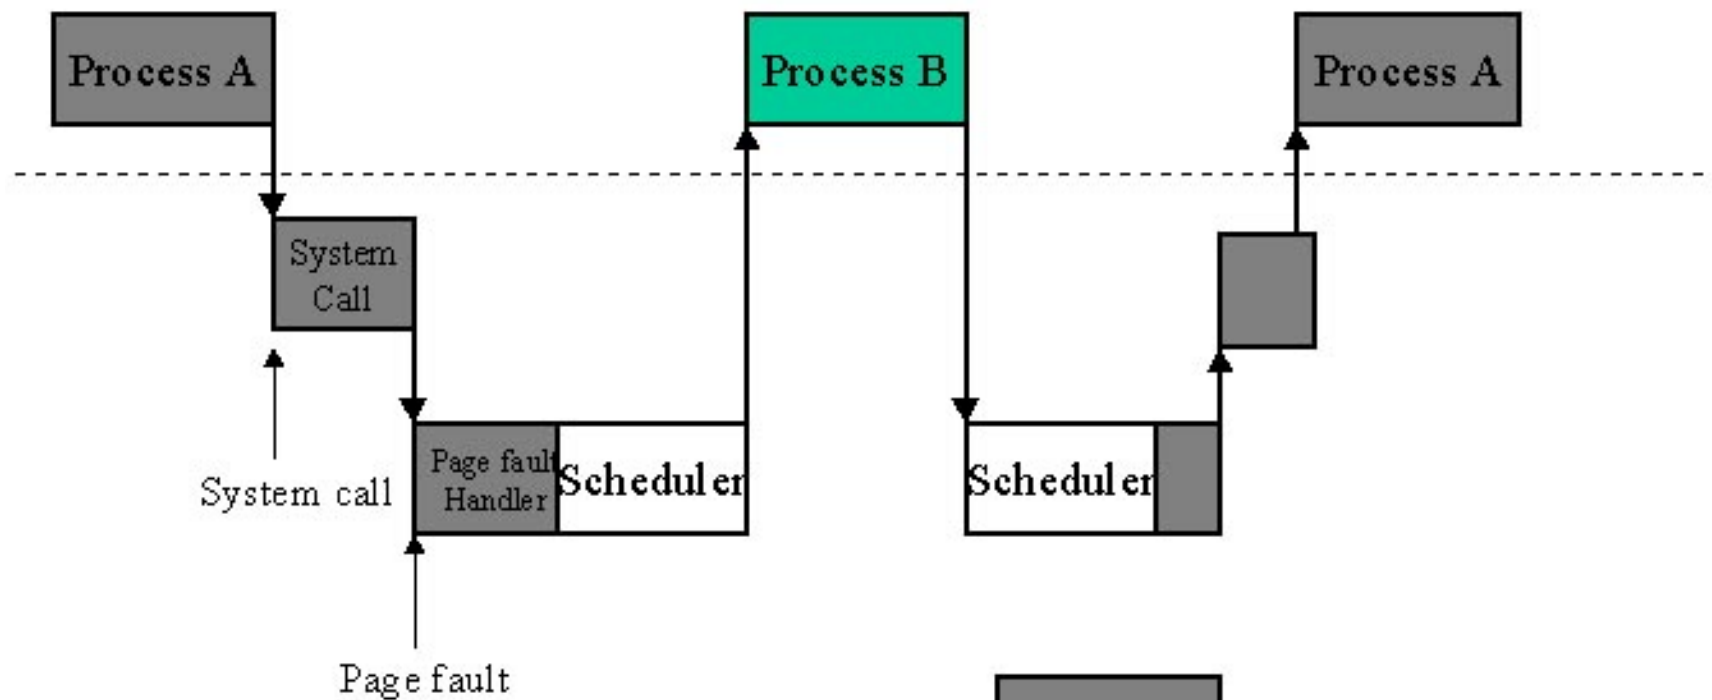 Process A
Process B
Process A
System
Call
System call
Page fault
Handler
Scheduler
Scheduler
Page fault